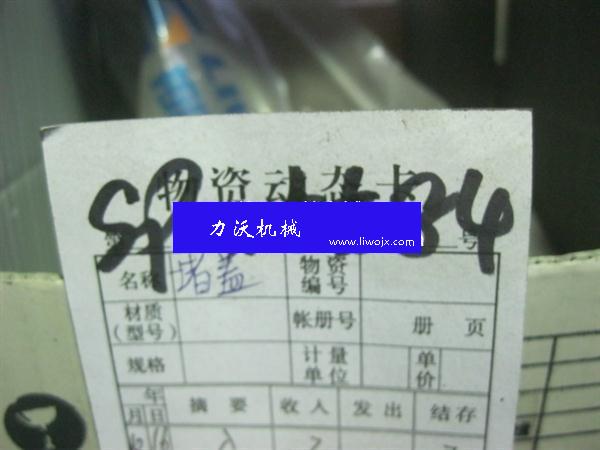 物资动态卡
SP 84
力沃机械
www.liwojx.com
号
名称 堵盖 物资编号
材质(型号) 帐册号 册 页
规格 计量单位 单价
年
月 日 摘要 收入 发出 结存